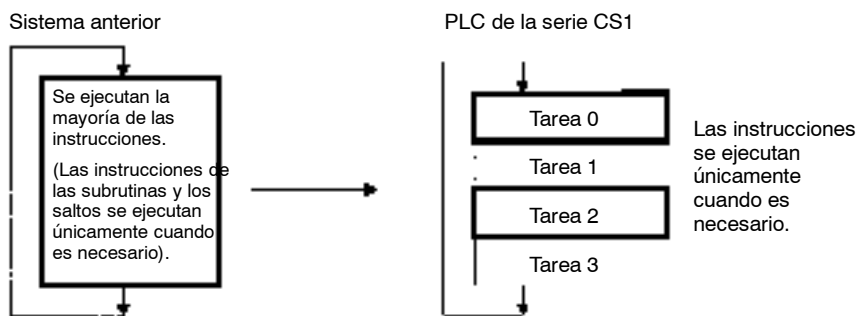 Sistema anterior
Se ejecutan la
mayoría de las
instrucciones.
(Las instrucciones de
las subrutinas y los
saltos se ejecutan
únicamente cuando
es necesario).
PLC de la serie CS1
Tarea 0
Tarea 1
Tarea 2
Tarea 3
Las instrucciones
se ejecutan
únicamente
cuando es
necesario.